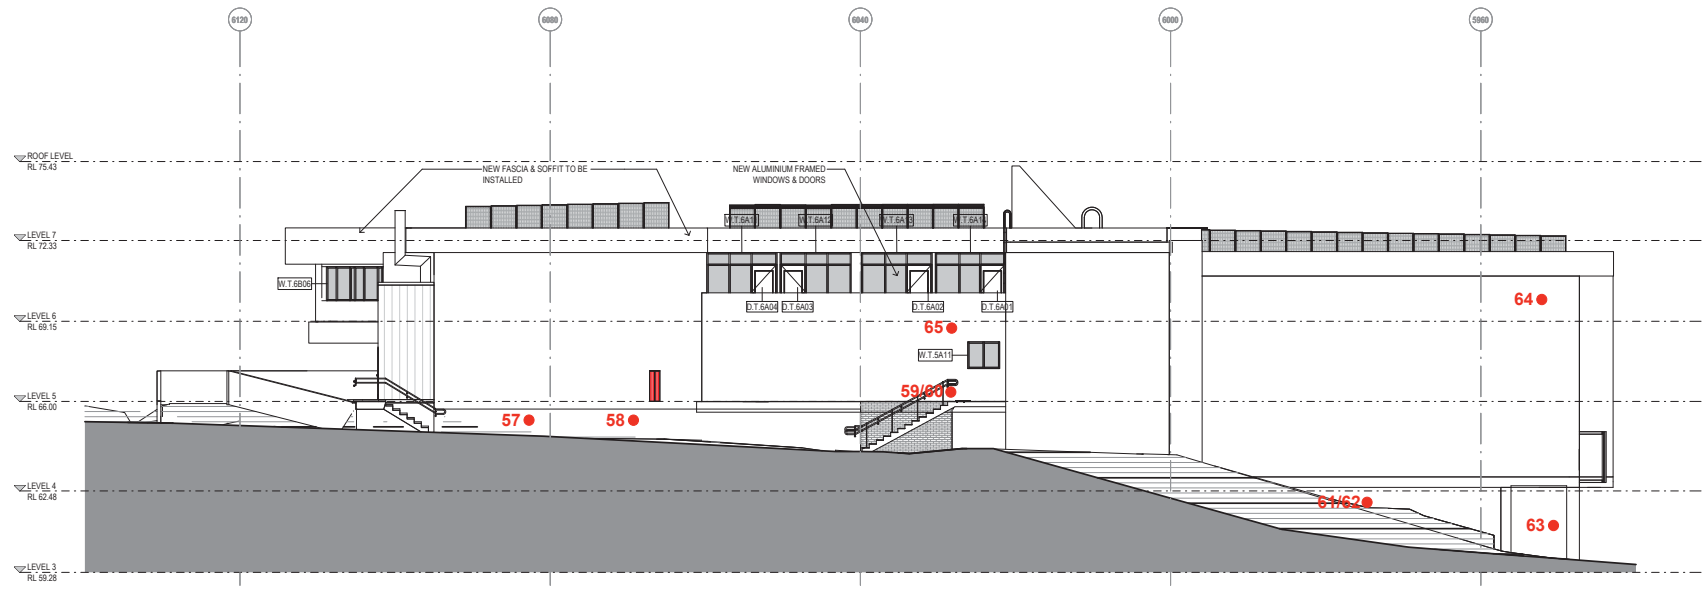 6120
6080
6040
6000
5960
ROOF LEVEL
RL 75.43
NEW FASCIA & SOFFIT TO BE
INSTALLED
NEW ALUMINIUM FRAMED
WINDOWS & DOORS
W.T.6A12
W.T.6A13
LEVEL 7
RL 72.33
W.T.6B06
D.T.6A04
D.T.6A03
D.T.6A02
D.T.6A01
64
LEVEL 6
RL 69.15
65
W.T.5A11
59/60
LEVEL 5
RL 66.00
57
58
LEVEL 4
RL 62.48
61/62
63
LEVEL 3
RL 59.28